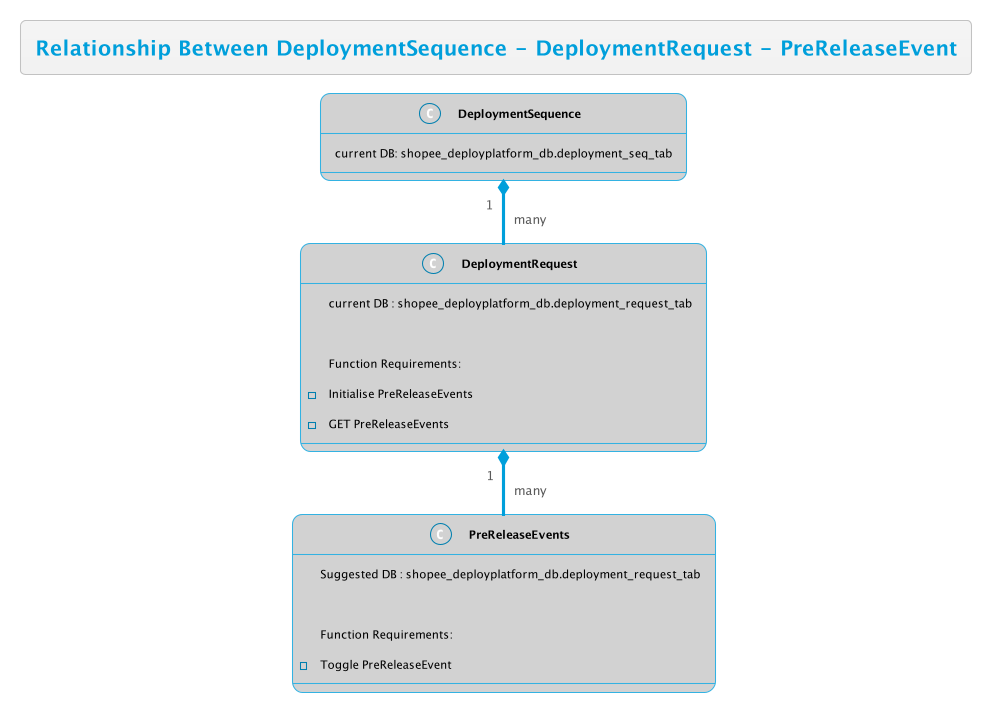 Relationship Between DeploymentSequence - DeploymentRequest - PreReleaseEvent
C DeploymentSequence
current DB: shopee_deployplatform_db.deployment_seq_tab
1
many
C DeploymentRequest
current DB : shopee_deployplatform_db.deployment_request_tab
Function Requirements:
Initialise PreReleaseEvents
GET PreReleaseEvents
1
many
C PreReleaseEvents
Suggested DB : shopee_deployplatform_db.deployment_request_tab
Function Requirements:
Toggle PreReleaseEvent